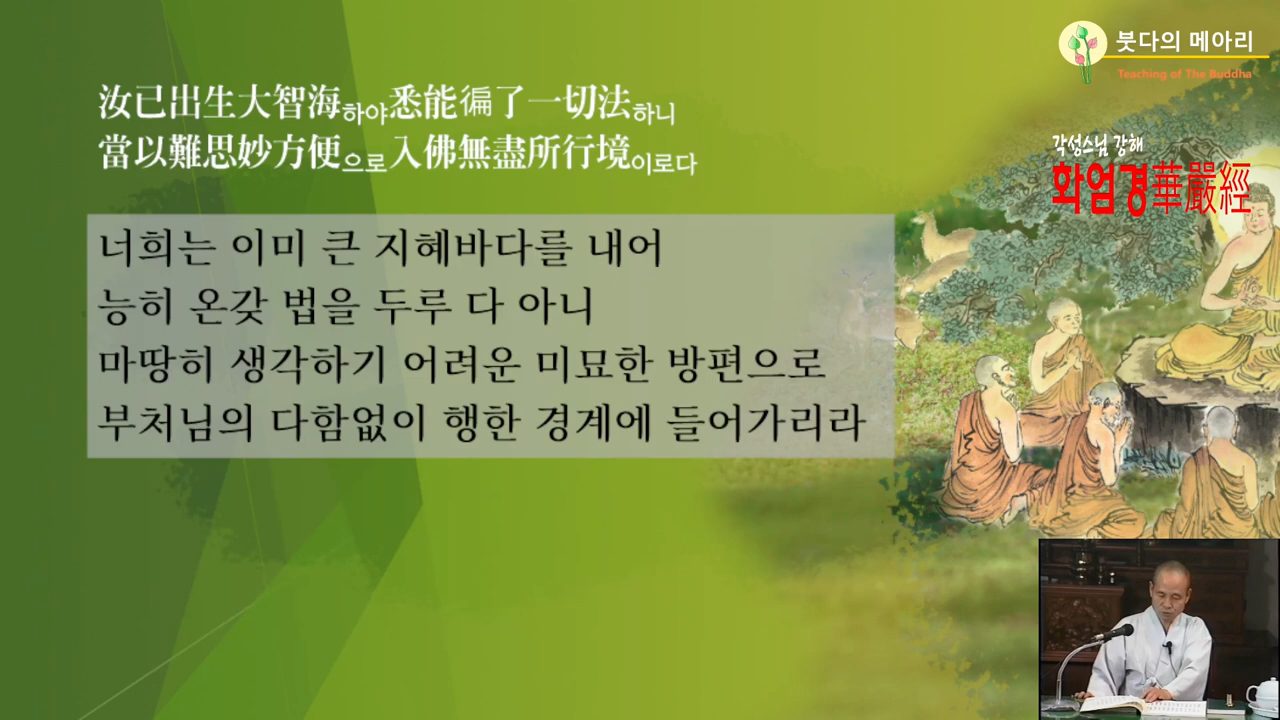 汝已出生大智海하야悉能徧了一切法하니
當以難思妙方便으로入佛無盡所行境이로다
너희는 이미 큰 지혜바다를 내어
능히 온갖 법을 두루 다 아니
마땅히 생각하기 어려운 미묘한 방편으로
부처님의 다함없이 행한 경계에 들어가리라
붓다의 메아리
Teaching of The Buddha
각성스님 강해
화엄경華嚴經